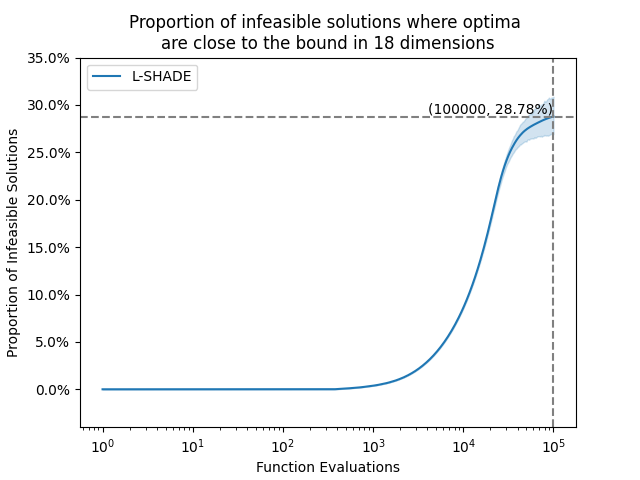 Proportion of infeasible solutions where optima
are close to the bound in 18 dimensions
35.0%
30.0%
25.0%
20.0%
15.0%
10.0%
5.0%
0.0%
Proportion of Infeasible Solutions
L-SHADE
(100000, 28.78%)
10⁰ 10¹ 10² 10³ 10⁴ 10⁵
Function Evaluations